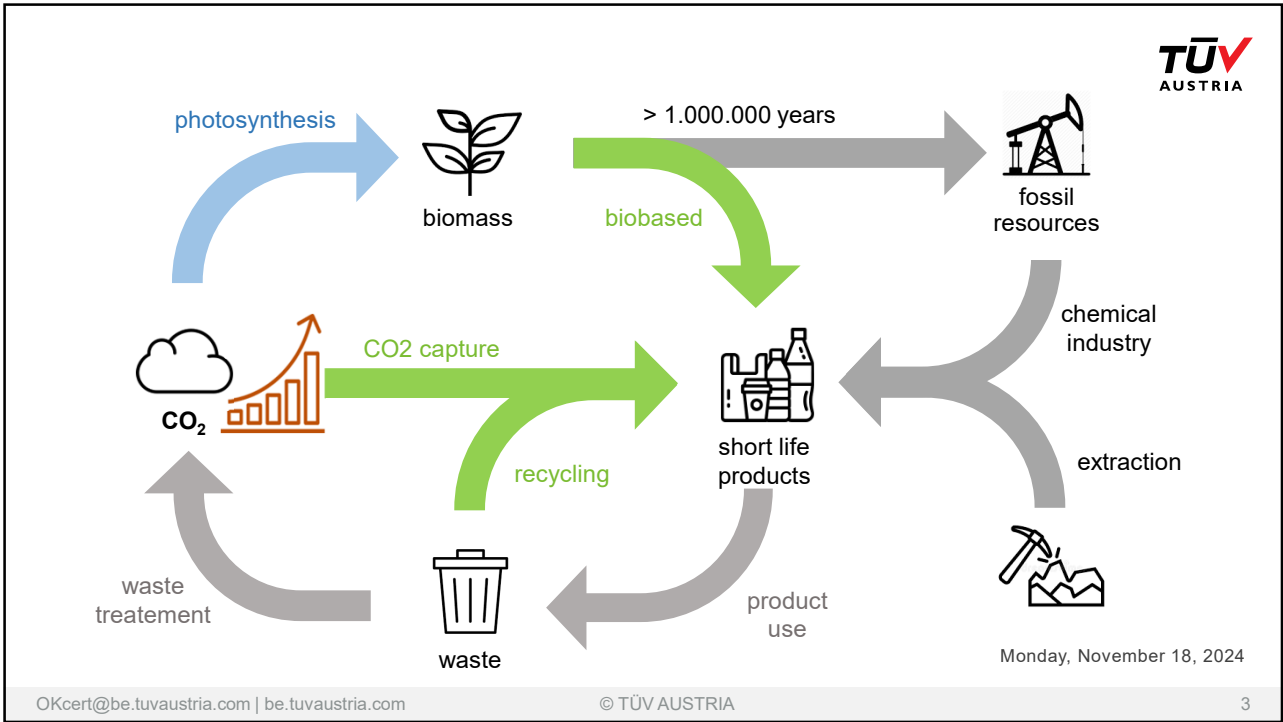 TÜV
AUSTRIA
photosynthesis
> 1.000.000 years
biomass
biobased
fossil
resources
chemical
industry
CO2 capture
CO₂
short life
products
recycling
extraction
waste
treatement
product
use
waste
Monday, November 18, 2024
OKcert@be.tuvaustria.com | be.tuvaustria.com
© TÜV AUSTRIA
3